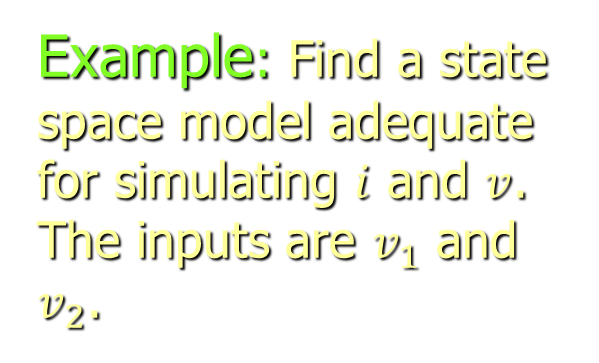 Example: Find a state
space model adequate
for simulating 𝑖 and 𝑣.
The inputs are 𝑣₁ and
𝑣₂.